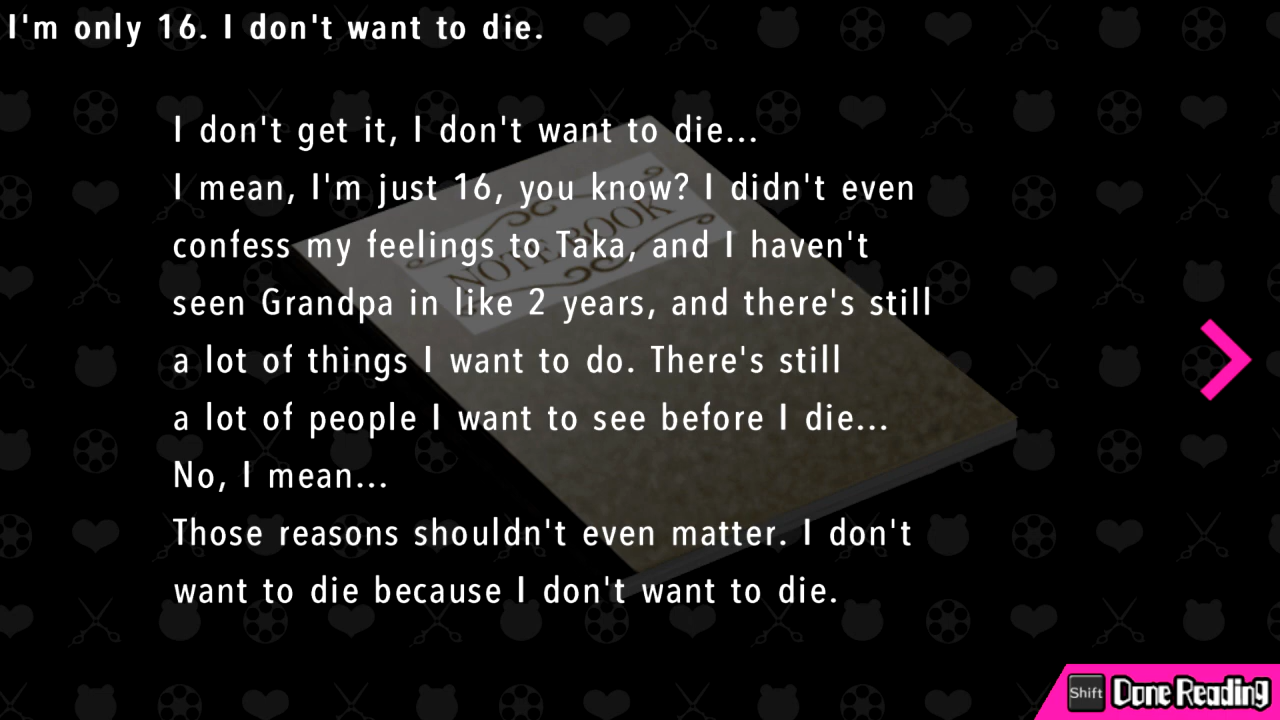 I'm only 16. I don't want to die.
I don't get it, I don't want to die...
I mean, I'm just 16, you know? I didn't even
confess my feelings to Taka, and I haven't
seen Grandpa in like 2 years, and there's still
a lot of things I want to do. There's still
a lot of people I want to see before I die...
No, I mean...
Those reasons shouldn't even matter. I don't
want to die because I don't want to die.
NOTEBOOK
Shift Done Reading